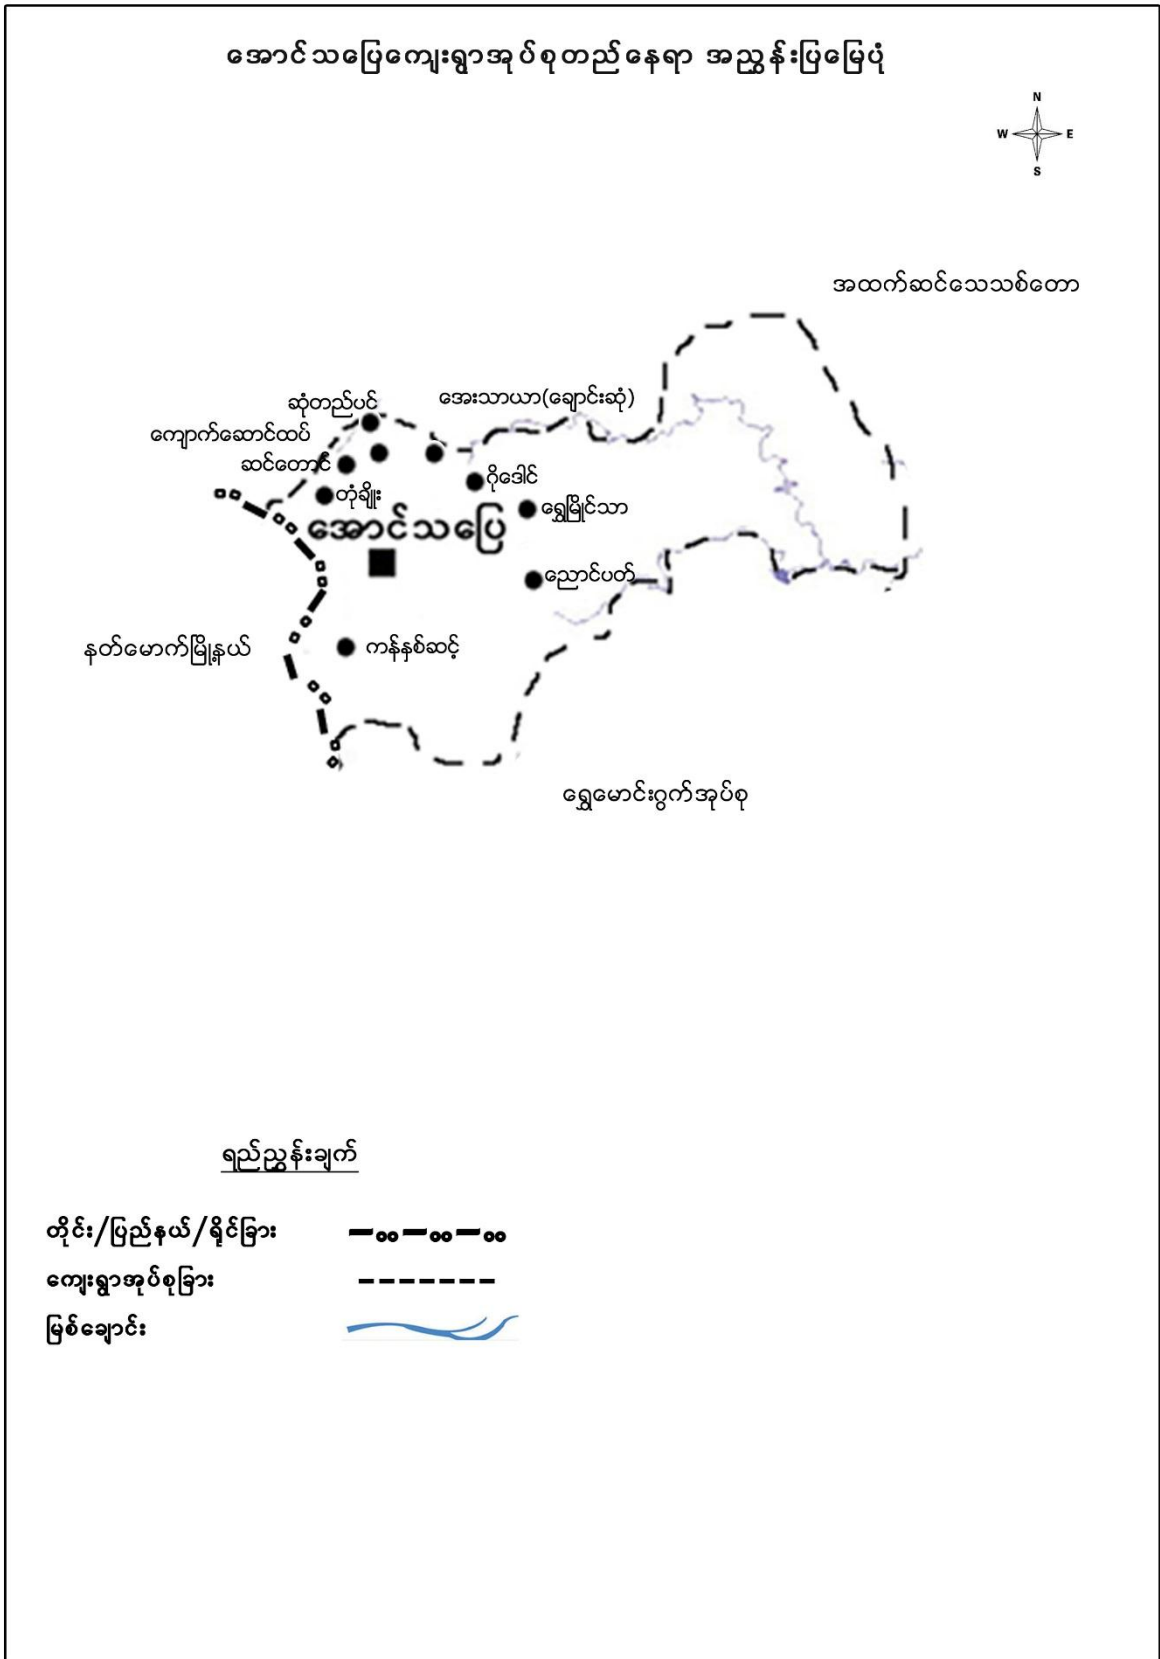 အောင်သပြေကျေးရွာအုပ်စုတည်နေရာ အညွှန်းပြမြေပုံ
N
W E
S
အထက်ဆင်သေသစ်တော
ဆုံတည်ပင်
အေးသာယာ(ချောင်းဆုံ)
ကျောက်ဆောင်ထပ်
ဆင်တောင်
ဂိုဒေါင်
တုံချိုး
ရွှေမြိုင်သာ
အောင်သပြေ
ညောင်ပတ်
နတ်မောက်မြို့နယ်
ကန်နှစ်ဆင့်
ရွှေမောင်းဂွက်အုပ်စု
ရည်ညွှန်းချက်
တိုင်း/ပြည်နယ်/ရိုင်ခြား
ကျေးရွာအုပ်စုခြား
မြစ်ချောင်း